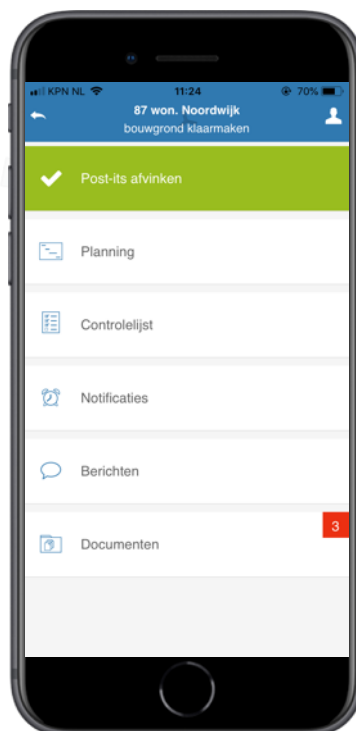 KPN NL 11:24 70%
87 won. Noordwijk
bouwgrond klaarmaken
Post-its afvinken
Planning
Controlelijst
Notificaties
Berichten
3
Documenten